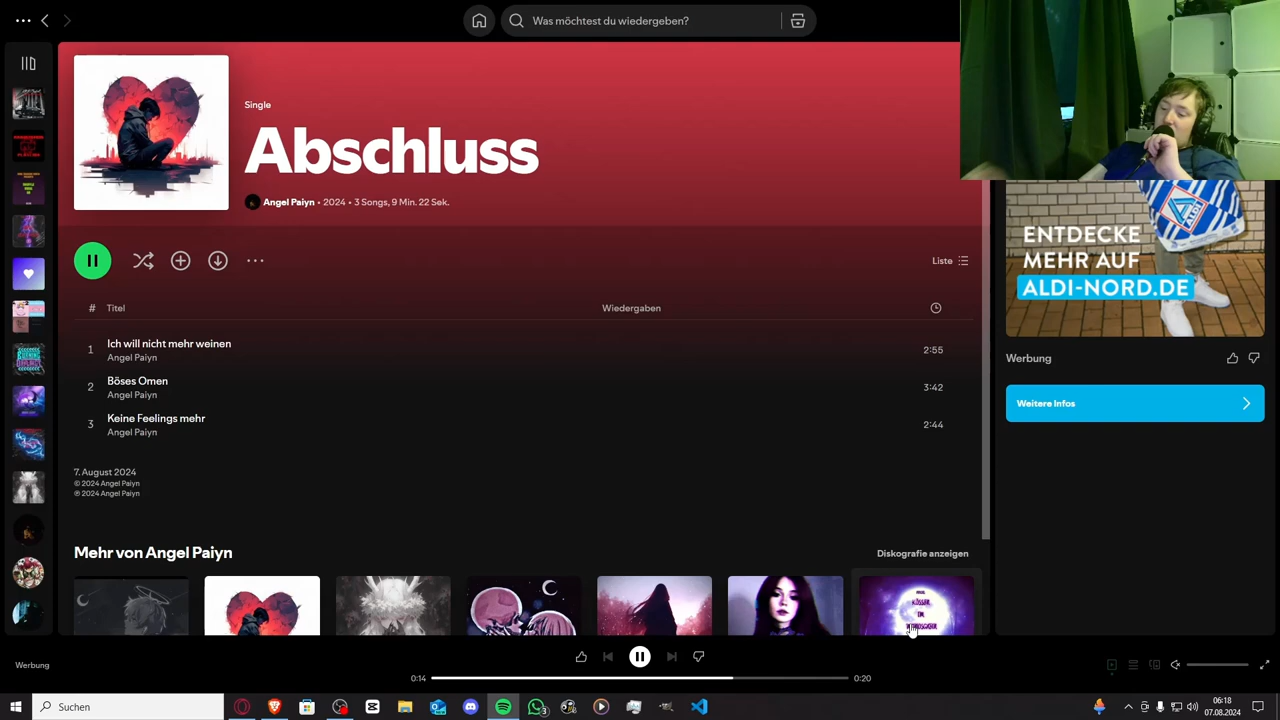 Was möchtest du wiedergeben?
Single
Abschluss
Angel Paiyn • 2024 • 3 Songs, 9 Min. 22 Sek.
Liste
# Titel Wiedergaben
1 Ich will nicht mehr weinen 2:55
Angel Paiyn
2 Böses Omen 3:42
Angel Paiyn
3 Keine Feelings mehr 2:44
Angel Paiyn
7. August 2024
© 2024 Angel Paiyn
℗ 2024 Angel Paiyn
Mehr von Angel Paiyn
Diskografie anzeigen
ENTDECKE
MEHR AUF
ALDI-NORD.DE
Werbung
Weitere Infos
Werbung
0:14
0:20
Suchen
3
06:18
07.08.2024